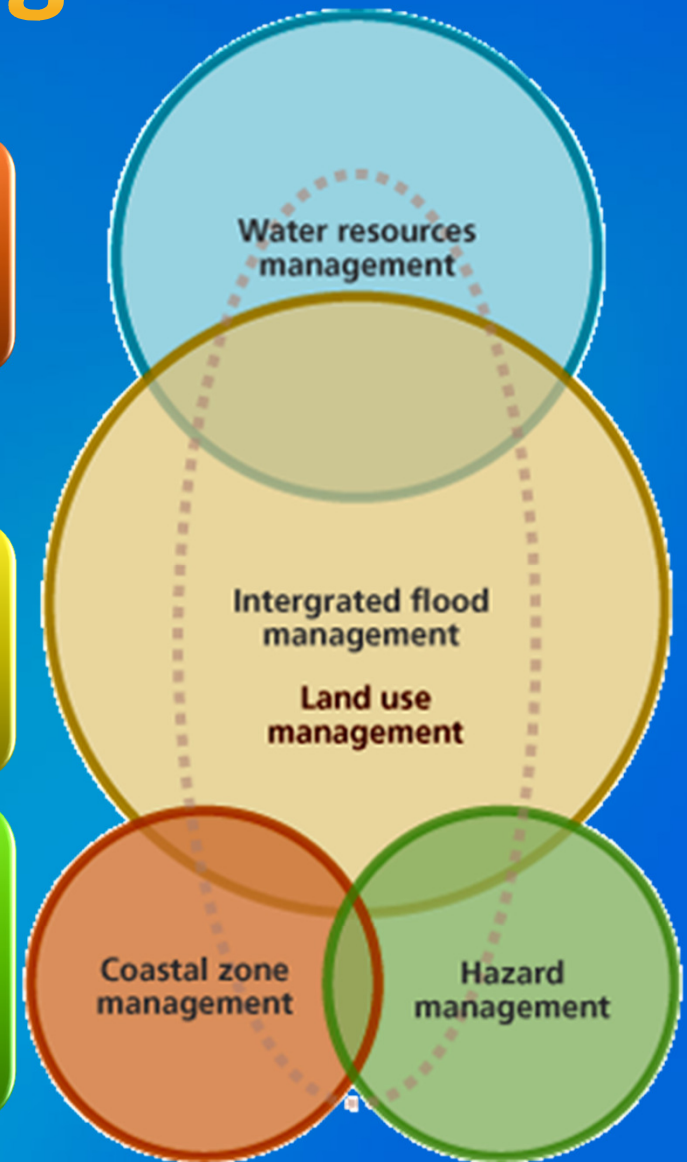 g
Water resources
management
Intergrated flood
management
Land use
management
Coastal zone
management
Hazard
management